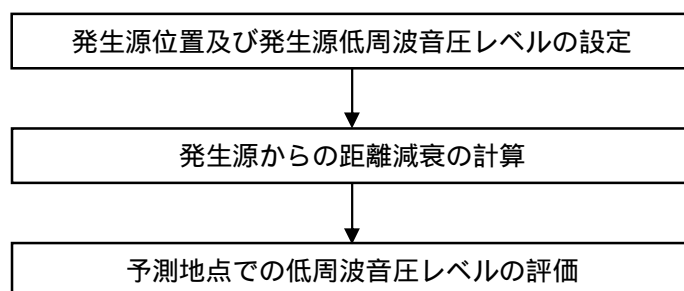 発生源位置及び発生源低周波音圧レベルの設定
発生源からの距離減衰の計算
予測地点での低周波音圧レベルの評価